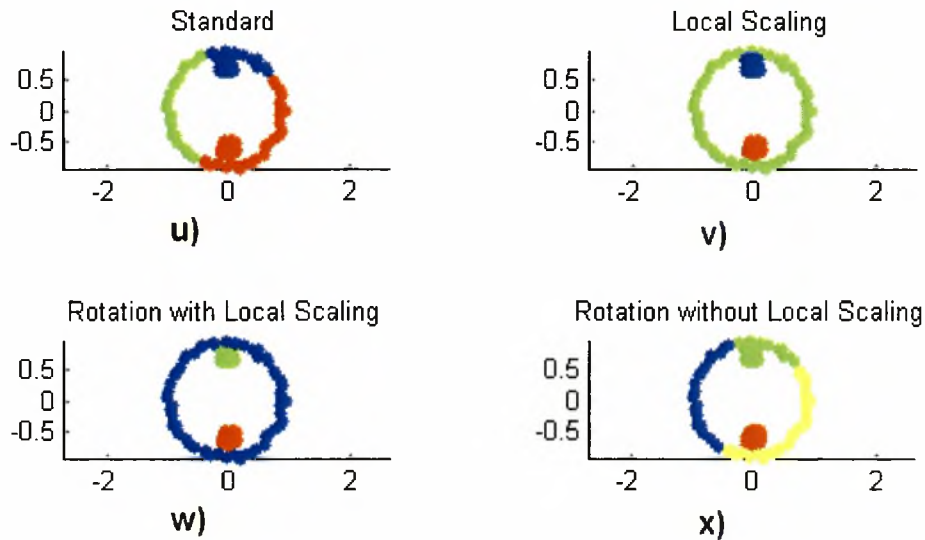 Standard
0.5
0
-0.5
-2 0 2
u)
Local Scaling
0.5
0
-0.5
-2 0 2
v)
Rotation with Local Scaling
0.5
0
-0.5
-2 0 2
w)
Rotation without Local Scaling
0.5
0
-0.5
-2 0 2
x)